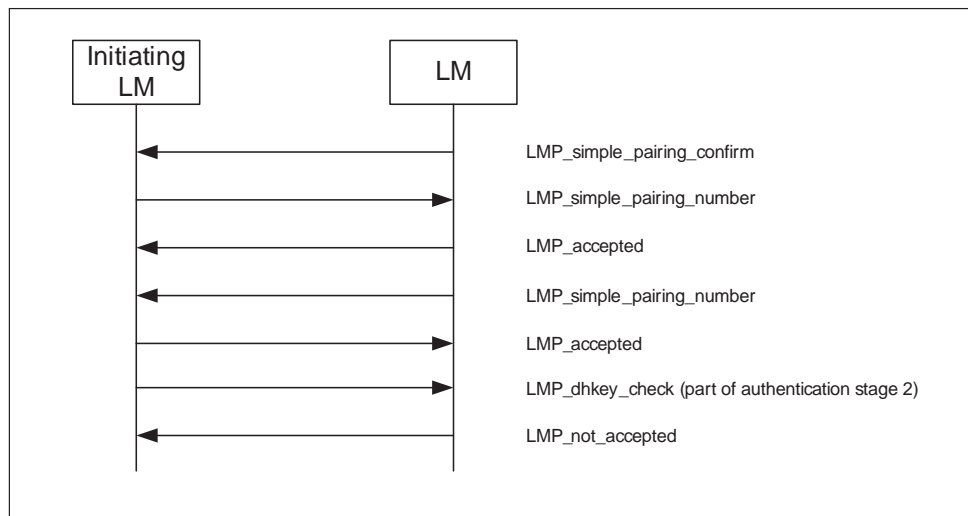 Initiating
LM
LM
LMP_simple_pairing_confirm
LMP_simple_pairing_number
LMP_accepted
LMP_simple_pairing_number
LMP_accepted
LMP_dhkey_check (part of authentication stage 2)
LMP_not_accepted